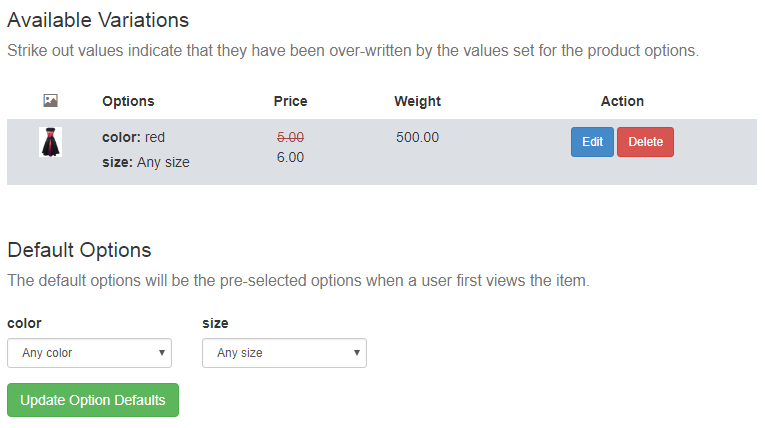 Available Variations
Strike out values indicate that they have been over-written by the values set for the product options.
Options Price Weight Action
color: red 5.00 500.00 Edit Delete
size: Any size 6.00
Default Options
The default options will be the pre-selected options when a user first views the item.
color size
Any color Any size
Update Option Defaults